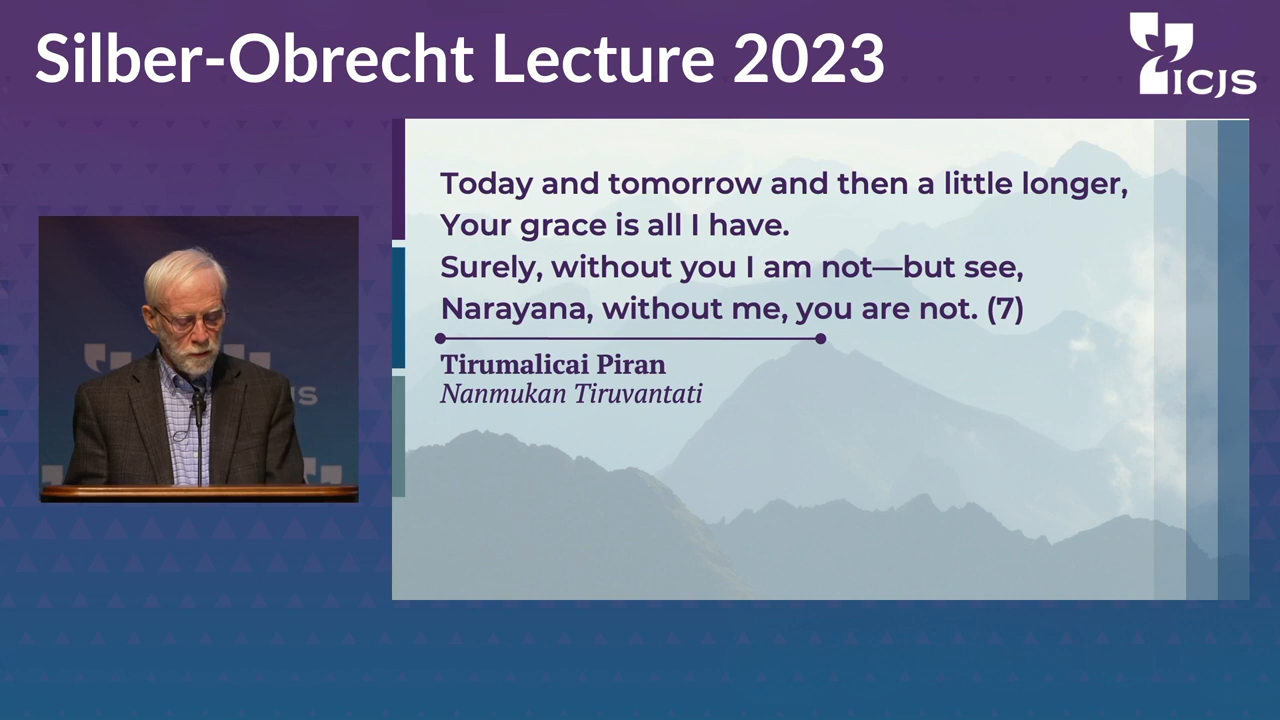 Silber-Obrecht Lecture 2023
ICJS
Today and tomorrow and then a little longer,
Your grace is all I have.
Surely, without you I am not—but see,
Narayana, without me, you are not. (7)
Tirumalicai Piran
Nanmukan Tiruvantati